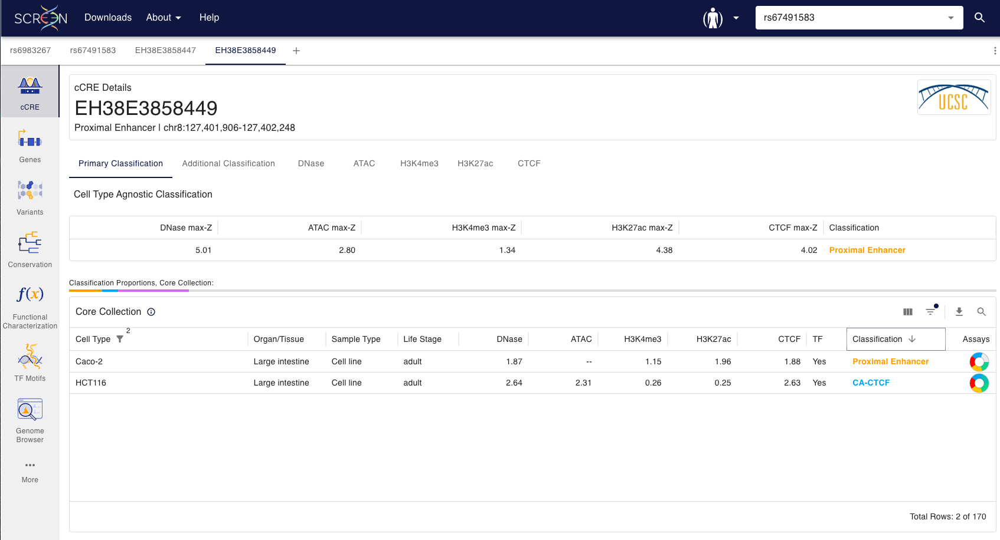 SCREEN Downloads About Help rs67491583
rs6983267 rs67491583 EH38E3858447 EH38E3858449
cCRE
Genes
Variants
Conservation
f(x)
Functional
Characterization
TF Motifs
Genome
Browser
More
cCRE Details
EH38E3858449
Proximal Enhancer | chr8:127,401,906-127,402,248
UCSC
Primary Classification Additional Classification DNase ATAC H3K4me3 H3K27ac CTCF
Cell Type Agnostic Classification
DNase max-Z ATAC max-Z H3K4me3 max-Z H3K27ac max-Z CTCF max-Z Classification
5.01 2.80 1.34 4.38 4.02 Proximal Enhancer
Classification Proportions, Core Collection:
Core Collection
Cell Type 2 Organ/Tissue Sample Type Life Stage DNase ATAC H3K4me3 H3K27ac CTCF TF Classification Assays
Caco-2 Large intestine Cell line adult 1.87 -- 1.15 1.96 1.88 Yes Proximal Enhancer
HCT116 Large intestine Cell line adult 2.64 2.31 0.26 0.25 2.63 Yes CA-CTCF
Total Rows: 2 of 170